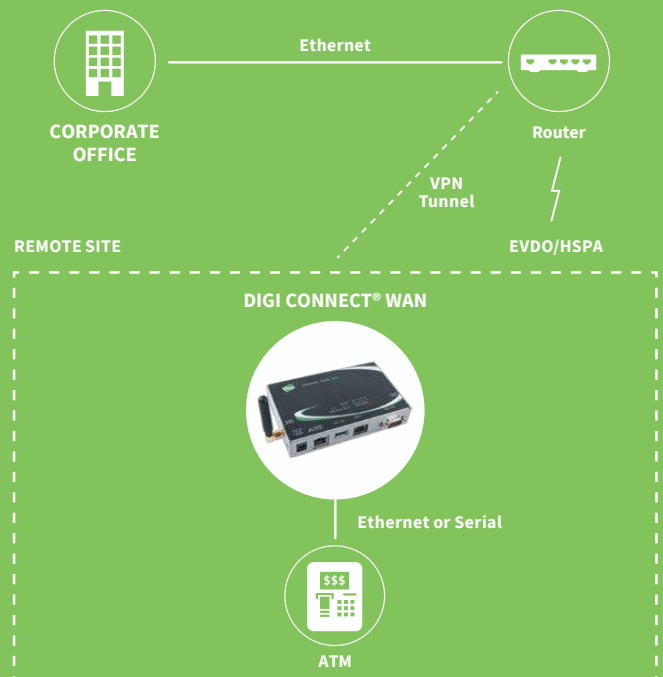 Ethernet
CORPORATE
OFFICE
Router
VPN
Tunnel
REMOTE SITE
EVDO/HSPA
DIGI CONNECT® WAN
Ethernet or Serial
$$$
ATM